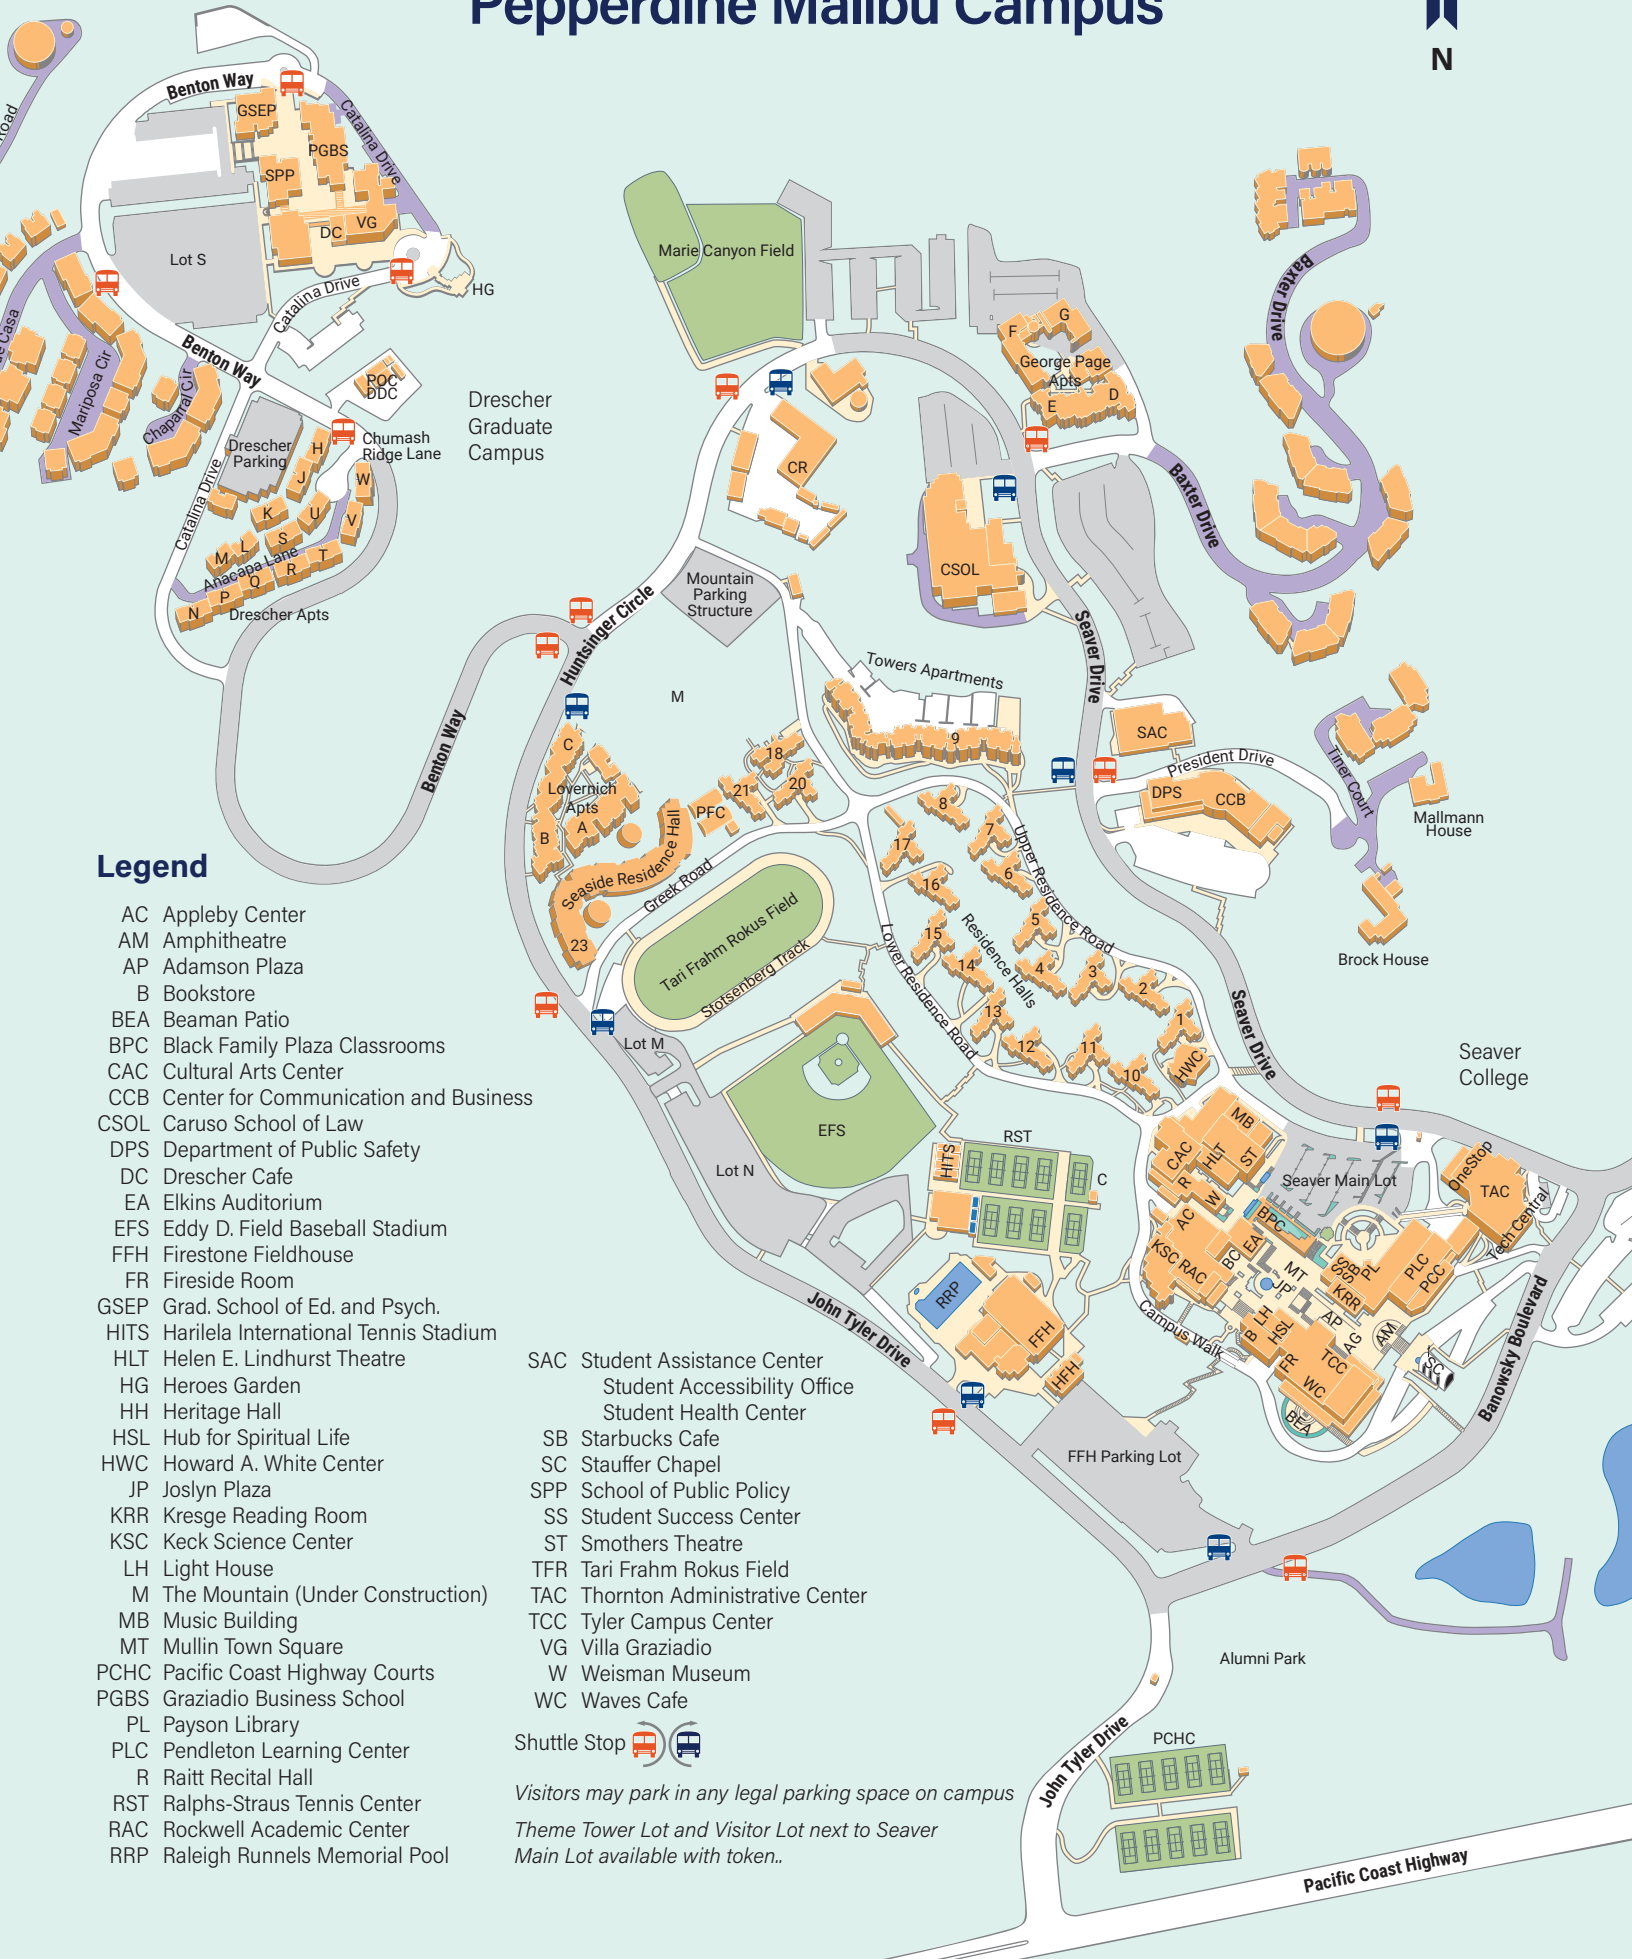 Pepperdine Malibu Campus
N
Road
Benton Way
GSEP
PGBS
Catalina Drive
SPP
DC
VG
Lot S
Catalina Drive
HG
Benton Way
Mariposa Cir
Chaparral Cir
de Casa
POC
DDC
Chumash
Ridge Lane
Drescher
Graduate
Campus
Drescher
Parking
H
J
W
K
U
V
L
S
M
T
Anacapa Lane
R
Q
P
N
Drescher Apts
Catalina Drive
Benton Way
Marie Canyon Field
F
G
George Page
Apts
E
D
Baxter Drive
Baxter Drive
CR
CSOL
Mountain
Parking
Structure
Huntsinger Circle
M
Towers Apartments
9
Seaver Drive
SAC
President Drive
DPS
CCB
Tiner Court
Mallmann
House
Brock House
C
Lovernich
Apts
A
B
18
20
21
PFC
Seaside Residence Hall
23
Greek Road
Tari Frahm Rokus Field
Stotsenberg Track
8
7
17
6
16
5
15
14
4
3
2
13
1
12
11
10
HWC
Upper Residence Road
Residence Halls
Lower Residence Road
Seaver Drive
Seaver
College
Lot M
Lot N
EFS
RST
HITS
C
RRP
FFH
HFH
John Tyler Drive
FFH Parking Lot
MB
CAC
HLT
ST
R
W
AC
KSC
RAC
BC
EA
BPC
Seaver Main Lot
OneStop
TAC
Tech Central
MT
JP
SS
SB
PL
KRR
PLC
PCC
LH
B
HSL
AP
AG
AM
FR
TCC
WC
SC
BEA
Campus Walk
Banowsky Boulevard
Alumni Park
John Tyler Drive
PCHC
Pacific Coast Highway
Legend
AC Appleby Center
AM Amphitheatre
AP Adamson Plaza
B Bookstore
BEA Beaman Patio
BPC Black Family Plaza Classrooms
CAC Cultural Arts Center
CCB Center for Communication and Business
CSOL Caruso School of Law
DPS Department of Public Safety
DC Drescher Cafe
EA Elkins Auditorium
EFS Eddy D. Field Baseball Stadium
FFH Firestone Fieldhouse
FR Fireside Room
GSEP Grad. School of Ed. and Psych.
HITS Harilela International Tennis Stadium
HLT Helen E. Lindhurst Theatre
HG Heroes Garden
HH Heritage Hall
HSL Hub for Spiritual Life
HWC Howard A. White Center
JP Joslyn Plaza
KRR Kresge Reading Room
KSC Keck Science Center
LH Light House
M The Mountain (Under Construction)
MB Music Building
MT Mullin Town Square
PCHC Pacific Coast Highway Courts
PGBS Graziadio Business School
PL Payson Library
PLC Pendleton Learning Center
R Raitt Recital Hall
RST Ralphs-Straus Tennis Center
RAC Rockwell Academic Center
RRP Raleigh Runnels Memorial Pool
SAC Student Assistance Center
Student Accessibility Office
Student Health Center
SB Starbucks Cafe
SC Stauffer Chapel
SPP School of Public Policy
SS Student Success Center
ST Smothers Theatre
TFR Tari Frahm Rokus Field
TAC Thornton Administrative Center
TCC Tyler Campus Center
VG Villa Graziadio
W Weisman Museum
WC Waves Cafe
Shuttle Stop
Visitors may park in any legal parking space on campus
Theme Tower Lot and Visitor Lot next to Seaver
Main Lot available with token..